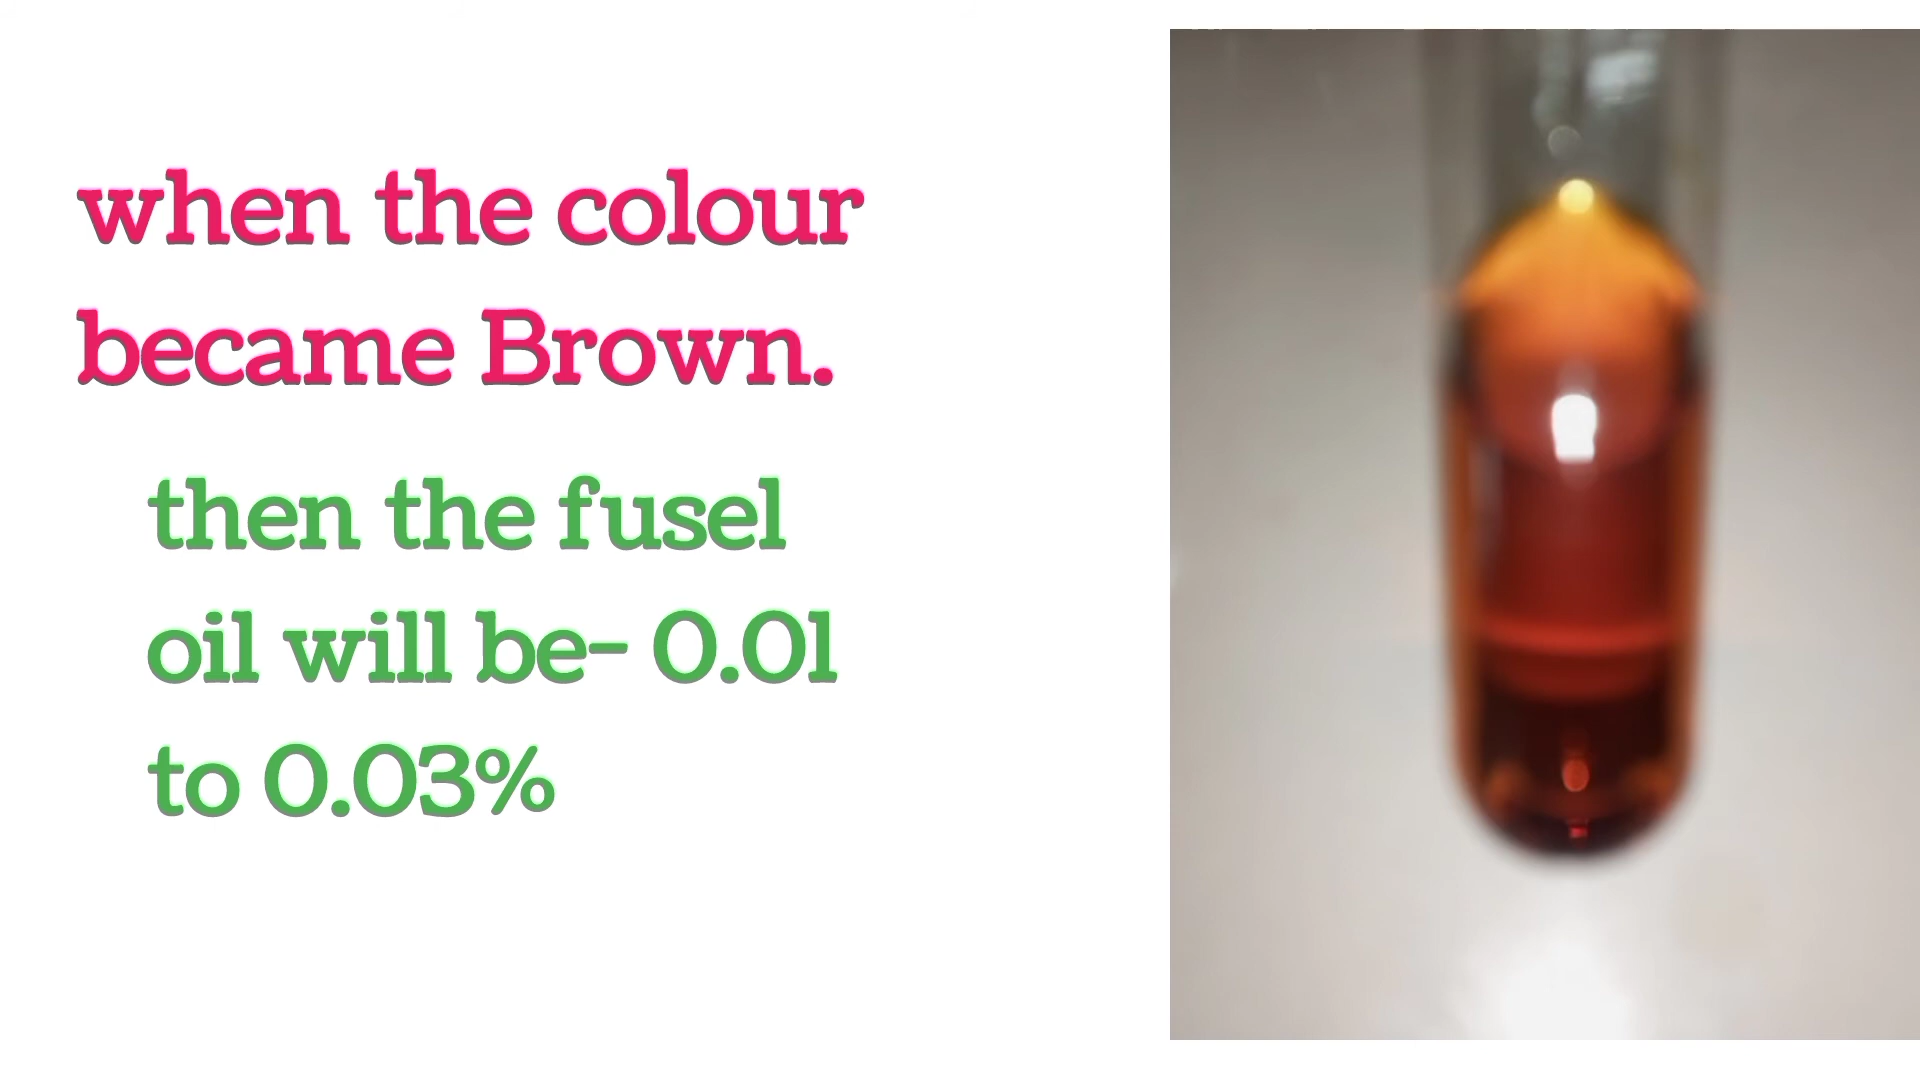 when the colour
became Brown.
then the fusel
oil will be- 0.01
to 0.03%